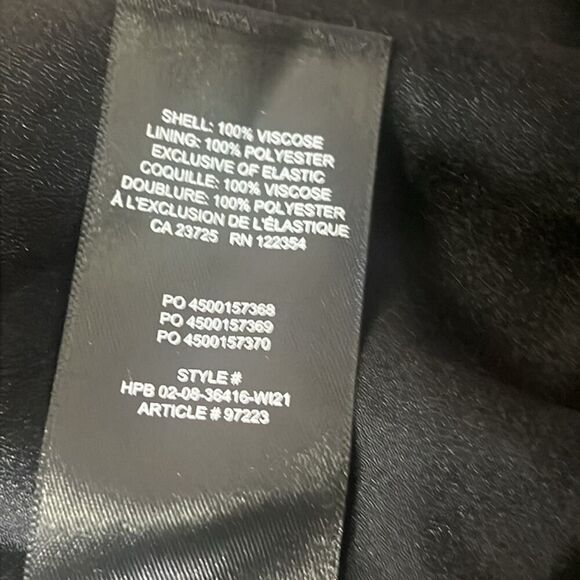 SHELL: 100% VISCOSE
LINING: 100% POLYESTER
EXCLUSIVE OF ELASTIC
COQUILLE: 100% VISCOSE
DOUBLURE: 100% POLYESTER
À L'EXCLUSION DE L'ÉLASTIQUE
CA 23725 RN 122354
PO 4500157368
PO 4500157369
PO 4500157370
STYLE #
HPB 02-08-36416-WI21
ARTICLE # 97223